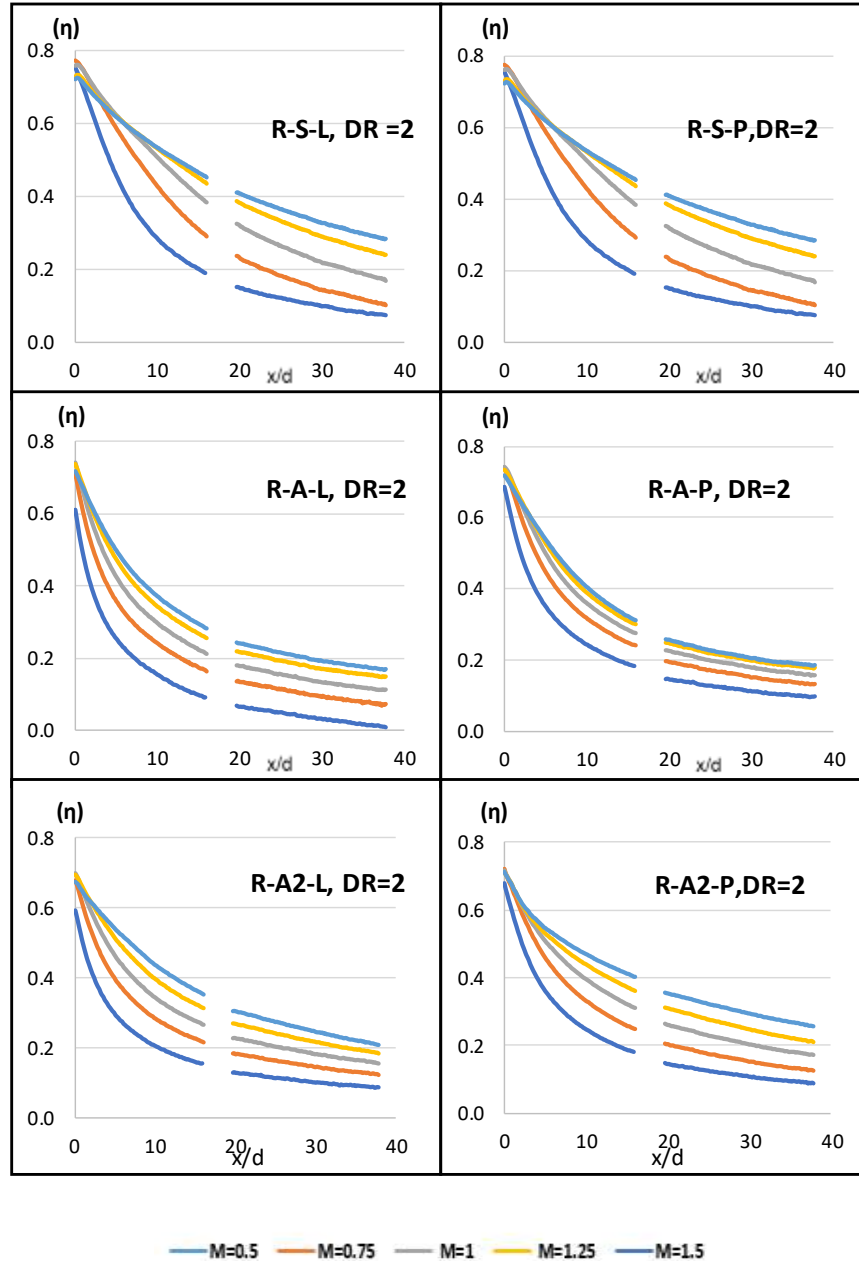 (η)
0.8
0.6
0.4
0.2
0.0
0 10 20 30 40
x/d
R-S-L, DR =2
(η)
0.8
0.6
0.4
0.2
0.0
0 10 20 30 40
x/d
R-S-P,DR=2
(η)
0.8
0.6
0.4
0.2
0.0
0 10 20 30 40
x/d
R-A-L, DR=2
(η)
0.8
0.6
0.4
0.2
0.0
0 10 20 30 40
x/d
R-A-P, DR=2
(η)
0.8
0.6
0.4
0.2
0.0
0 10 20 30 40
x/d
R-A2-L, DR=2
(η)
0.8
0.6
0.4
0.2
0.0
0 10 20 30 40
x/d
R-A2-P,DR=2
M=0.5 M=0.75 M=1 M=1.25 M=1.5